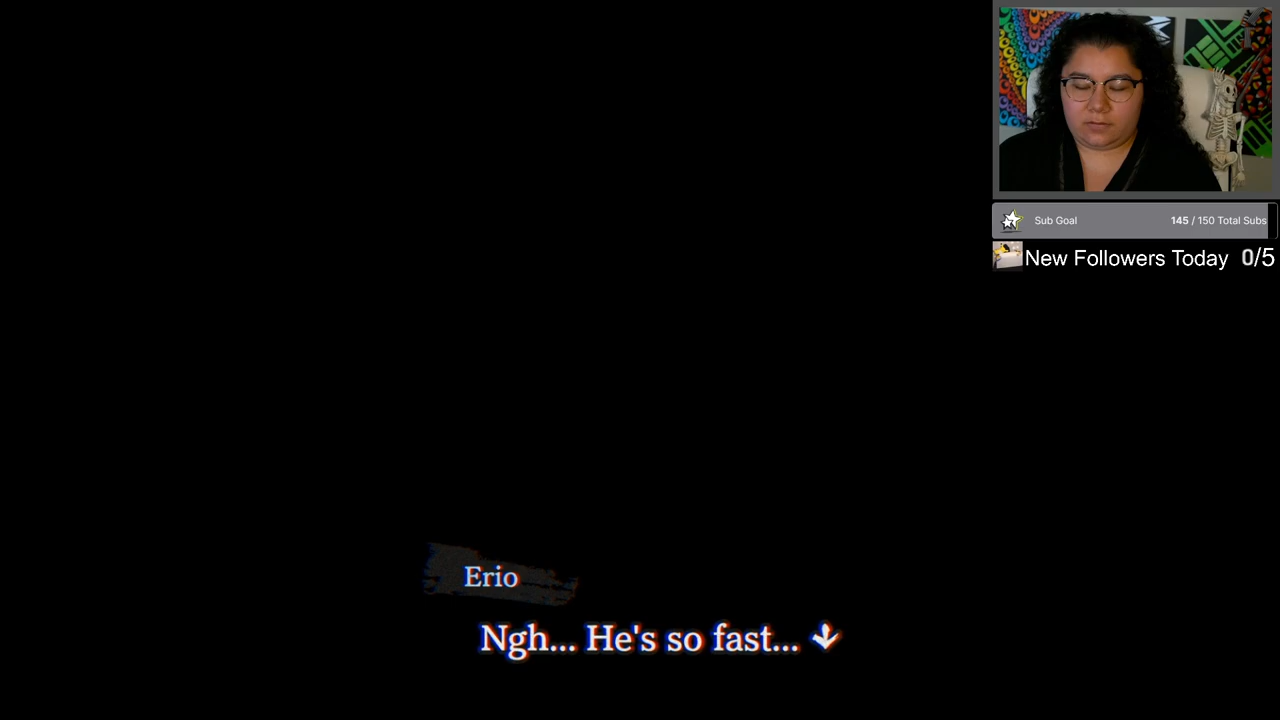 Sub Goal 145 / 150 Total Subs
New Followers Today 0/5
Erio
Ngh... He's so fast...